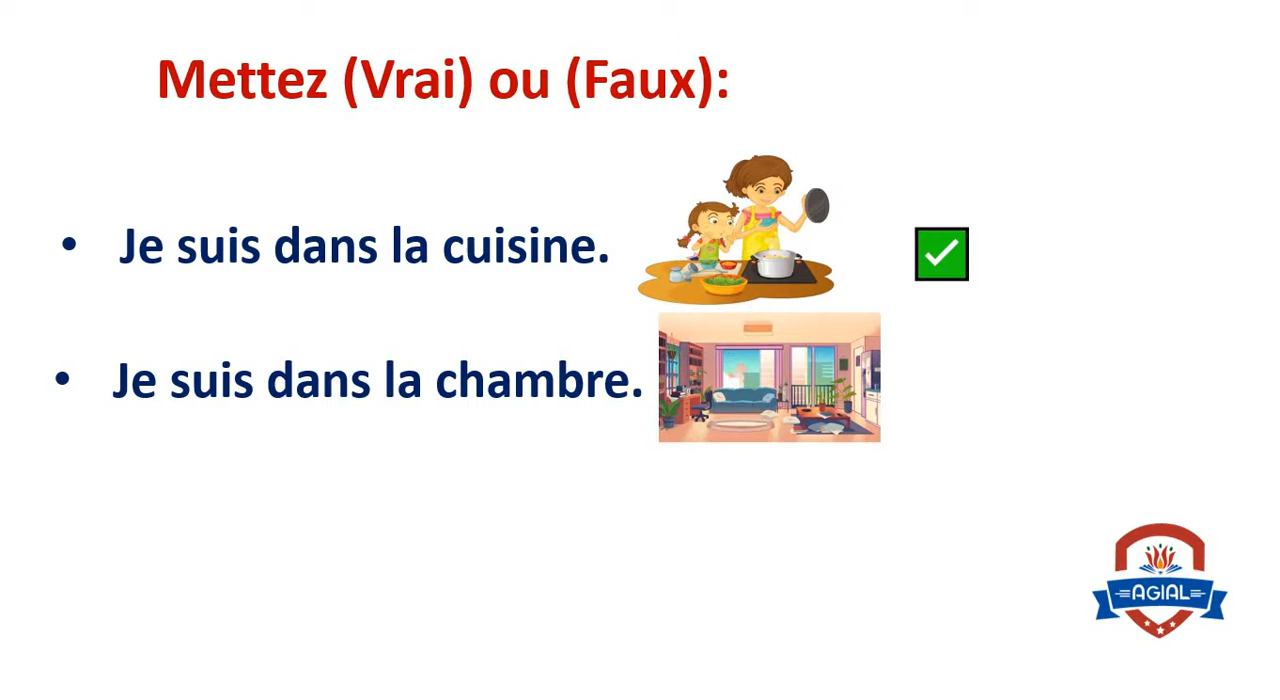 Mettez (Vrai) ou (Faux):
• Je suis dans la cuisine.
• Je suis dans la chambre.
AGIAL